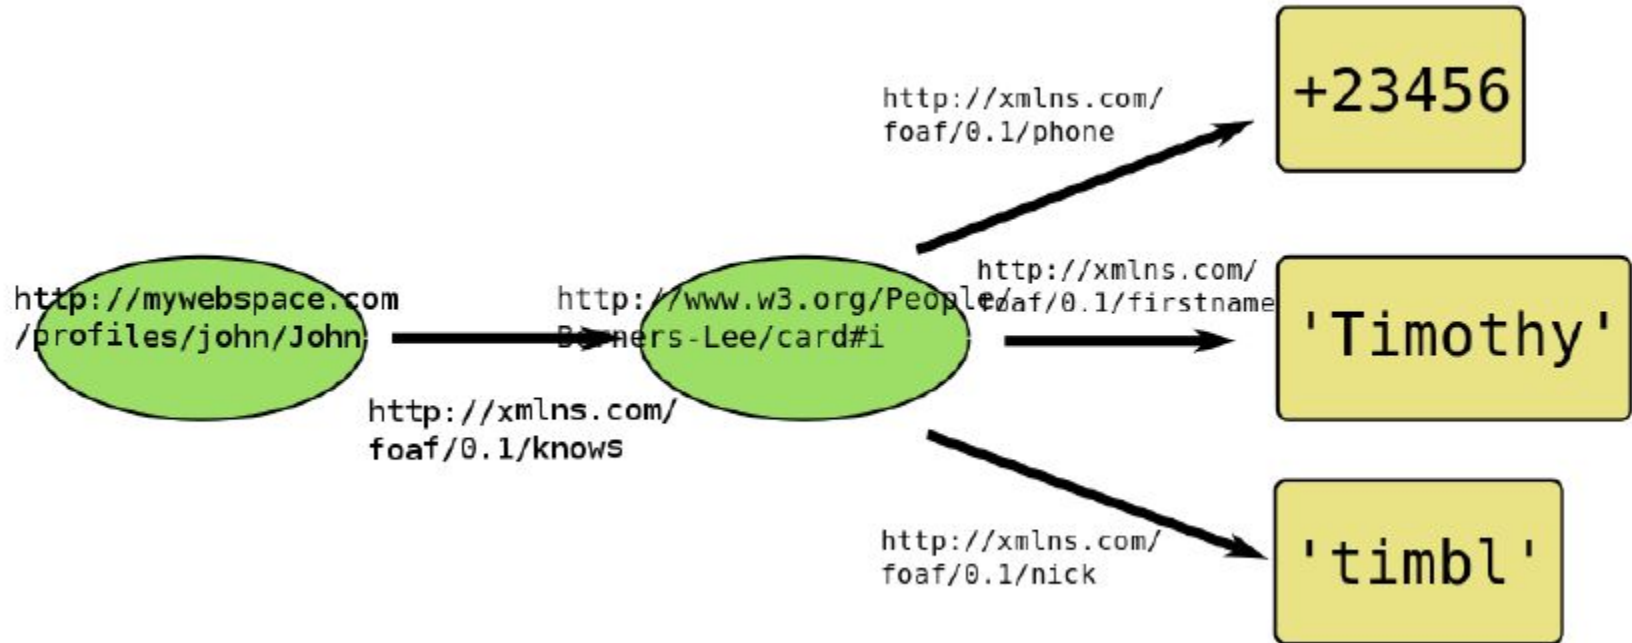 http://xmlns.com/
foaf/0.1/phone
+23456
http://mywebspace.com
/profiles/john/John
http://xmlns.com/
foaf/0.1/knows
http://www.w3.org/People/
Berners-Lee/card#i
http://xmlns.com/
foaf/0.1/firstname
'Timothy'
http://xmlns.com/
foaf/0.1/nick
'timbl'